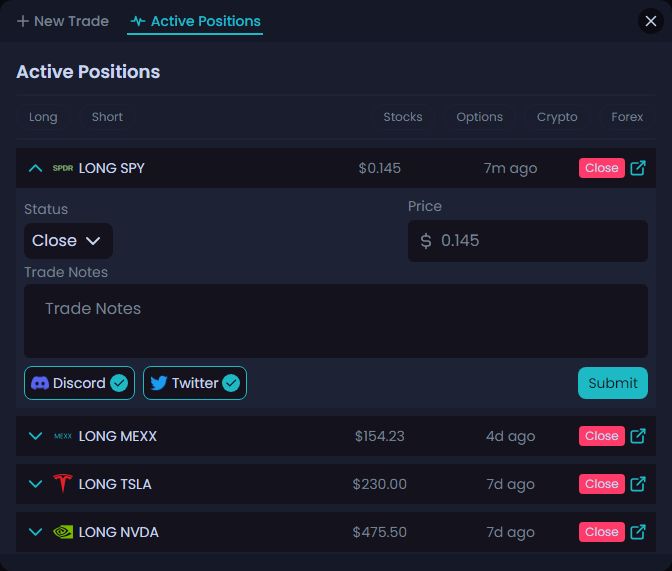 New Trade Active Positions
Active Positions
Long Short Stocks Options Crypto Forex
SPDR LONG SPY $0.145 7m ago Close
Status Price
Close $ 0.145
Trade Notes
Trade Notes
Discord Twitter Submit
MEXX LONG MEXX $154.23 4d ago Close
LONG TSLA $230.00 7d ago Close
LONG NVDA $475.50 7d ago Close